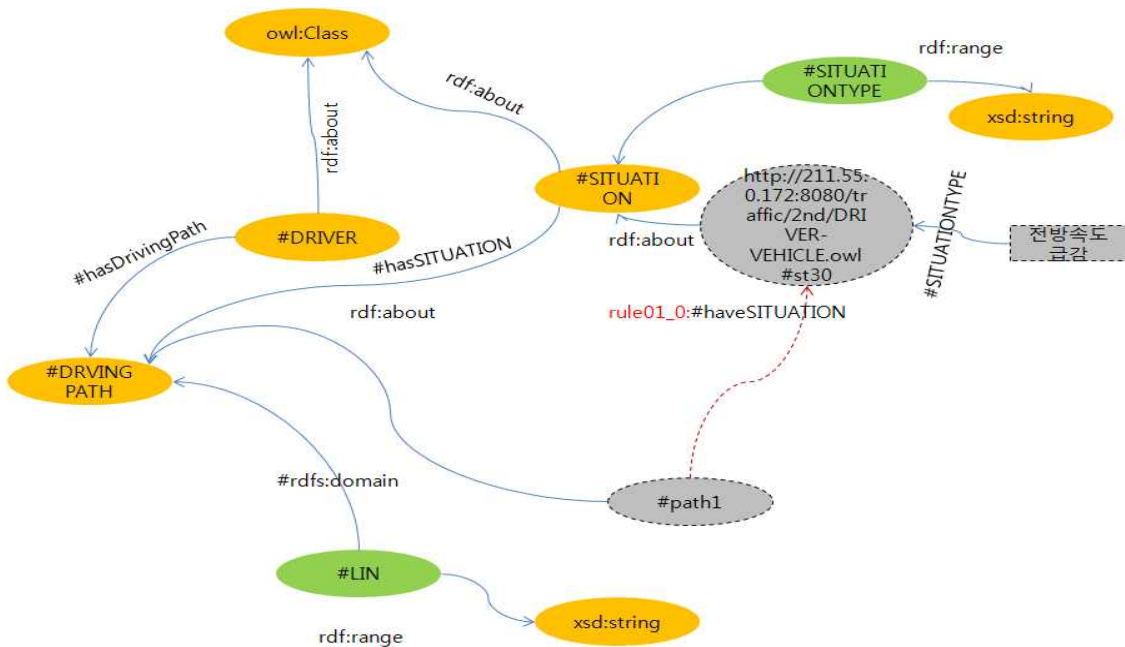 owl:Class
rdf:range
#SITUATI
ONTYPE
xsd:string
rdf:about
rdf:about
#SITUATI
ON
http://211.55.
0.172:8080/tr
affic/2nd/DRI
VER-
VEHICLE.owl
#st30
#SITUATIONTYPE
전방속도
급감
#DRIVER
#hasDrivingPath
#hasSITUATION
rdf:about
rdf:about
rule01_0:#haveSITUATION
#DRVING
PATH
#rdfs:domain
#path1
#LIN
xsd:string
rdf:range